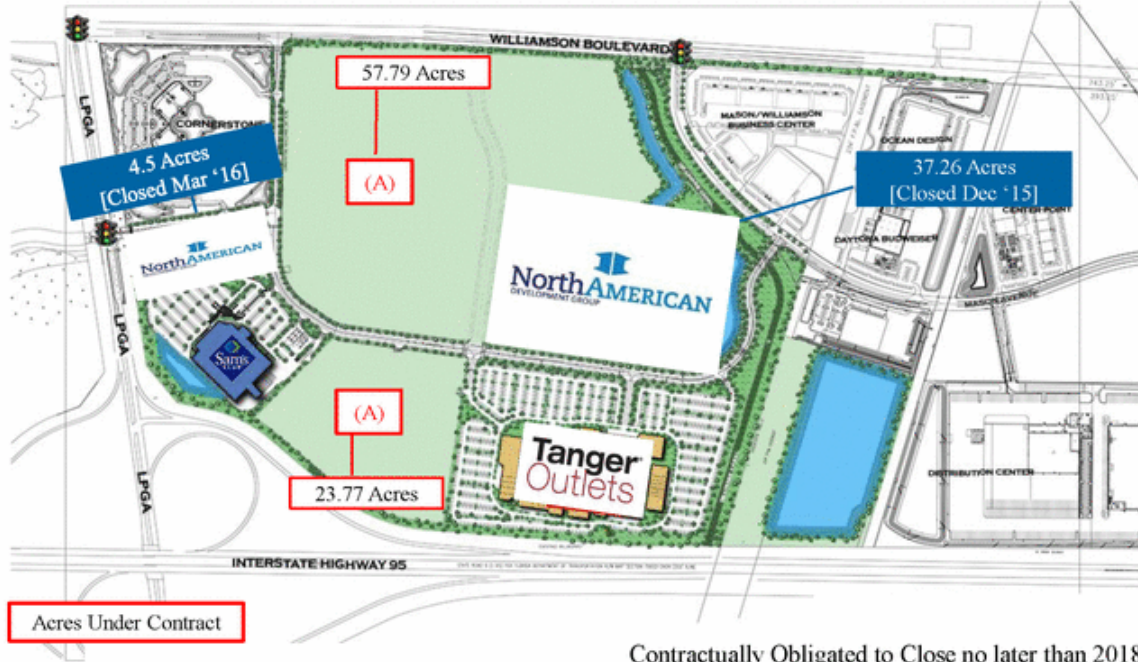 WILLIAMSON BOULEVARD
57.79 Acres
LPGA
CORNERSTONE
MASON/WILLIAMSON
BUSINESS CENTER
OCEAN DESIGN
4.5 Acres
[Closed Mar ‘16]
(A)
37.26 Acres
[Closed Dec ‘15]
CENTER POINT
DAYTONA BUDWEISER
NorthAMERICAN
NorthAMERICAN
DEVELOPMENT GROUP
MASON AVENUE
LPGA
Sam's
CLUB
(A)
Tanger
Outlets
23.77 Acres
LPGA
DISTRIBUTION CENTER
INTERSTATE HIGHWAY 95
Acres Under Contract
Contractually Obligated to Close no later than 2018